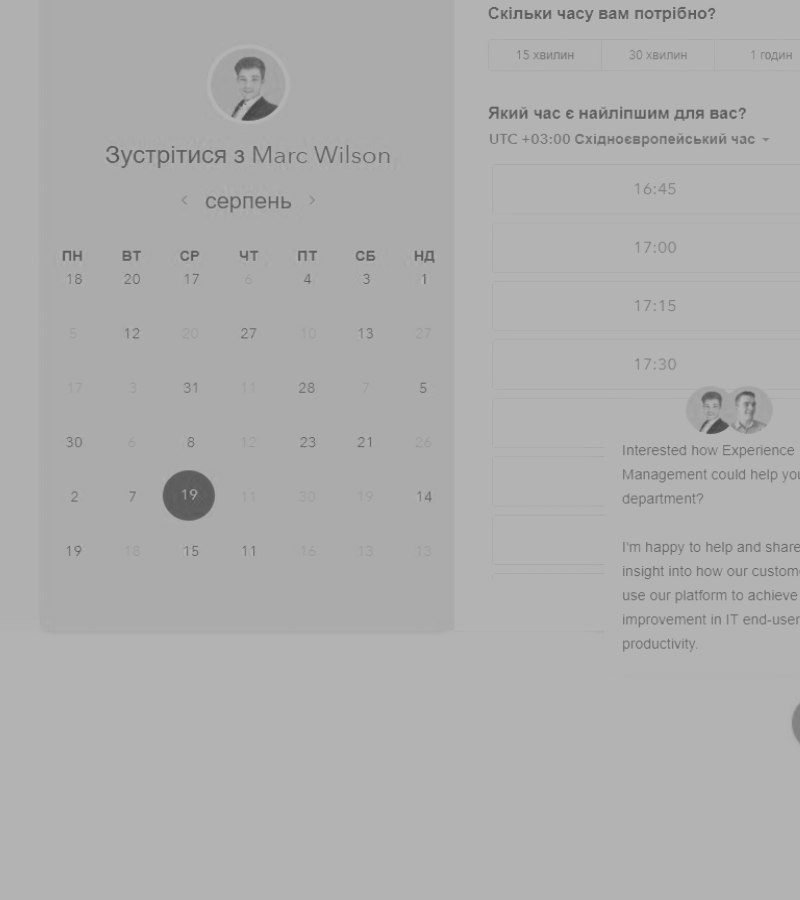 Зустрітися з Marc Wilson
серпень
ПН ВТ СР ЧТ ПТ СБ НД
18 20 17 6 4 3 1
5 12 20 27 10 13 27
17 3 31 11 28 7 5
30 6 8 12 23 21 26
2 7 19 11 30 19 14
19 18 15 11 16 13 13
Скільки часу вам потрібно?
15 хвилин 30 хвилин 1 годин
Який час є найліпшим для вас?
UTC +03:00 Східноєвропейський час
16:45
17:00
17:15
17:30
Interested how Experience
Management could help you
department?
I'm happy to help and share
insight into how our custome
use our platform to achieve
improvement in IT end-user
productivity.